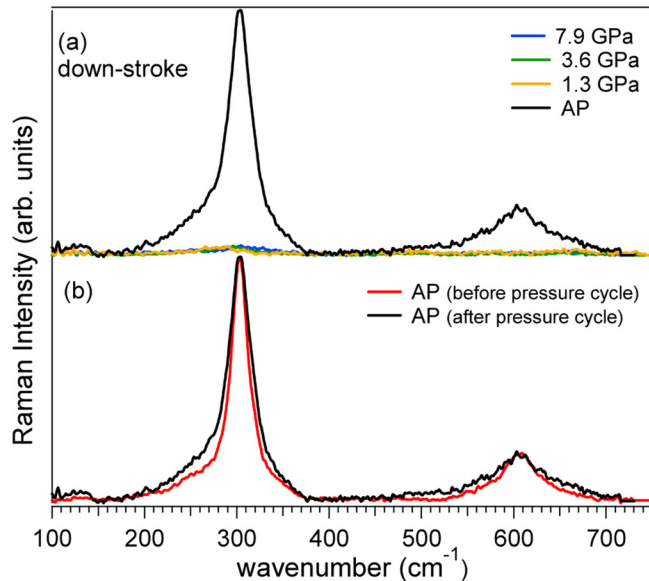 (a)
down-stroke
7.9 GPa
3.6 GPa
1.3 GPa
AP
(b)
AP (before pressure cycle)
AP (after pressure cycle)
Raman Intensity (arb. units)
100 200 300 400 500 600 700
wavenumber (cm⁻¹)